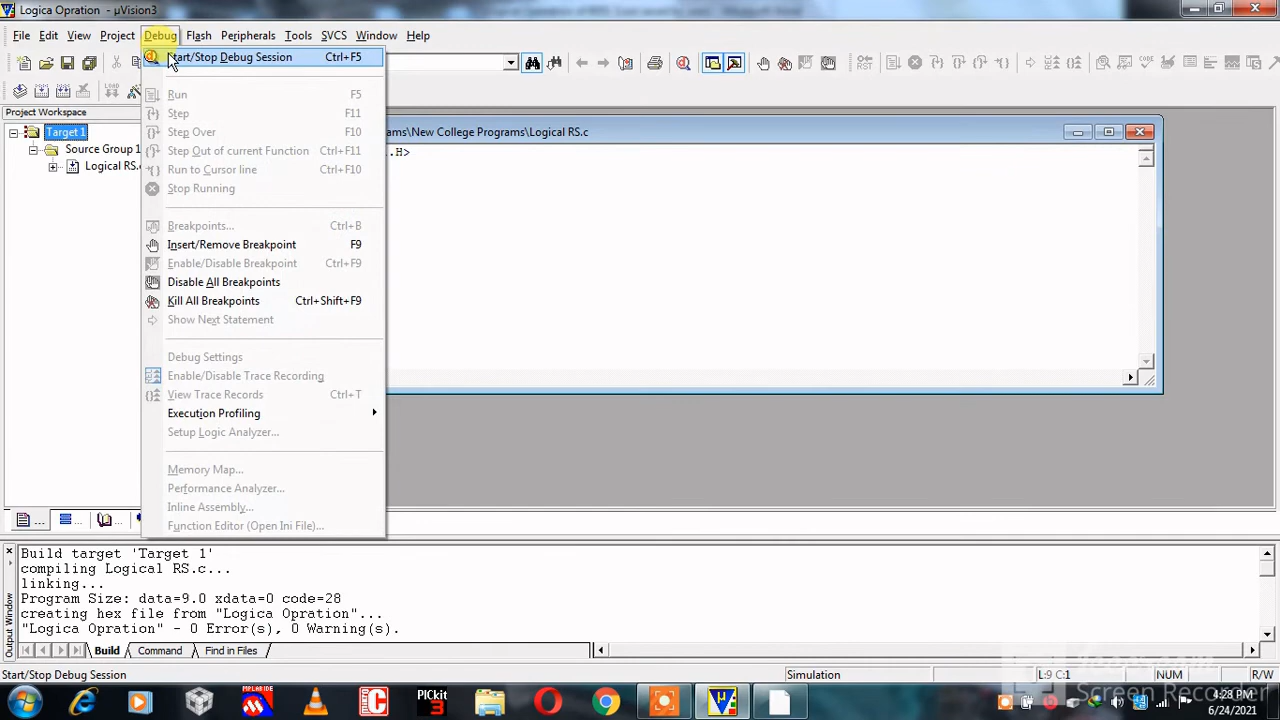 Logica Opration - µVision3
File Edit View Project Debug Flash Peripherals Tools SVCS Window Help
Start/Stop Debug Session Ctrl+F5
Project Workspace
Run F5
Step F11
Step Over F10
Step Out of current Function Ctrl+F11
Run to Cursor line Ctrl+F10
Stop Running
Breakpoints... Ctrl+B
Insert/Remove Breakpoint F9
Enable/Disable Breakpoint Ctrl+F9
Disable All Breakpoints
Kill All Breakpoints Ctrl+Shift+F9
Show Next Statement
Debug Settings
Enable/Disable Trace Recording
View Trace Records Ctrl+T
Execution Profiling
Setup Logic Analyzer...
Memory Map...
Performance Analyzer...
Inline Assembly...
Function Editor (Open Ini File)...
Target 1
Source Group 1
Logical RS.c
ams\New College Programs\Logical RS.c
.H>
Build target 'Target 1'
compiling Logical RS.c...
linking...
Program Size: data=9.0 xdata=0 code=28
creating hex file from "Logica Opration"...
"Logica Opration" - 0 Error(s), 0 Warning(s).
Output Window
Build Command Find in Files
Start/Stop Debug Session Simulation L:9 C:1 NUM R/W
Screen Recorder
MPLAB IDE
PICkit
3
4:28 PM
6/24/2021